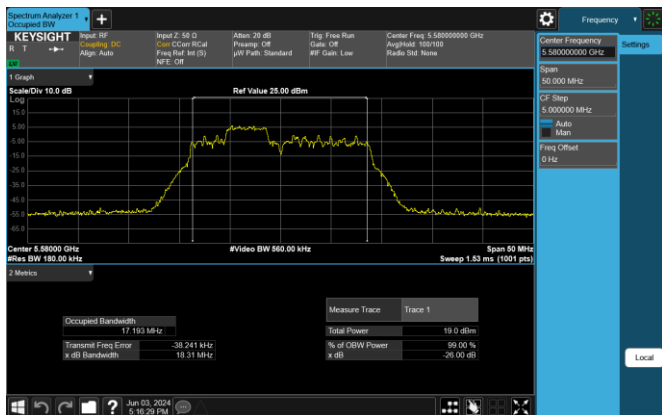 Spectrum Analyzer 1
Occupied BW
Frequency
KEYSIGHT
R T
Input: RF
Coupling: DC
Align: Auto
Input Z: 50 Ω
Corr CCorr RCal
Freq Ref: Int (S)
NFE: Off
Atten: 20 dB
Preamp: Off
µW Path: Standard
Trig: Free Run
Gate: Off
#IF Gain: Low
Center Freq: 5.580000000 GHz
Avg|Hold: 100/100
Radio Std: None
Center Frequency
5.580000000 GHz
Settings
Span
50.000 MHz
CF Step
5.000000 MHz
Auto
Man
Freq Offset
0 Hz
Local
1 Graph
Scale/Div 10.0 dB
Ref Value 25.00 dBm
Log
15.0
5.00
-5.00
-15.0
-25.0
-35.0
-45.0
-55.0
-65.0
Center 5.58000 GHz
#Video BW 560.00 kHz
Span 50 MHz
#Res BW 180.00 kHz
Sweep 1.53 ms (1001 pts)
2 Metrics
Measure Trace
Trace 1
Occupied Bandwidth
17.193 MHz
Total Power
19.0 dBm
Transmit Freq Error
-38.241 kHz
% of OBW Power
99.00 %
x dB Bandwidth
18.31 MHz
x dB
-26.00 dB
?
Jun 03, 2024
5:16:29 PM